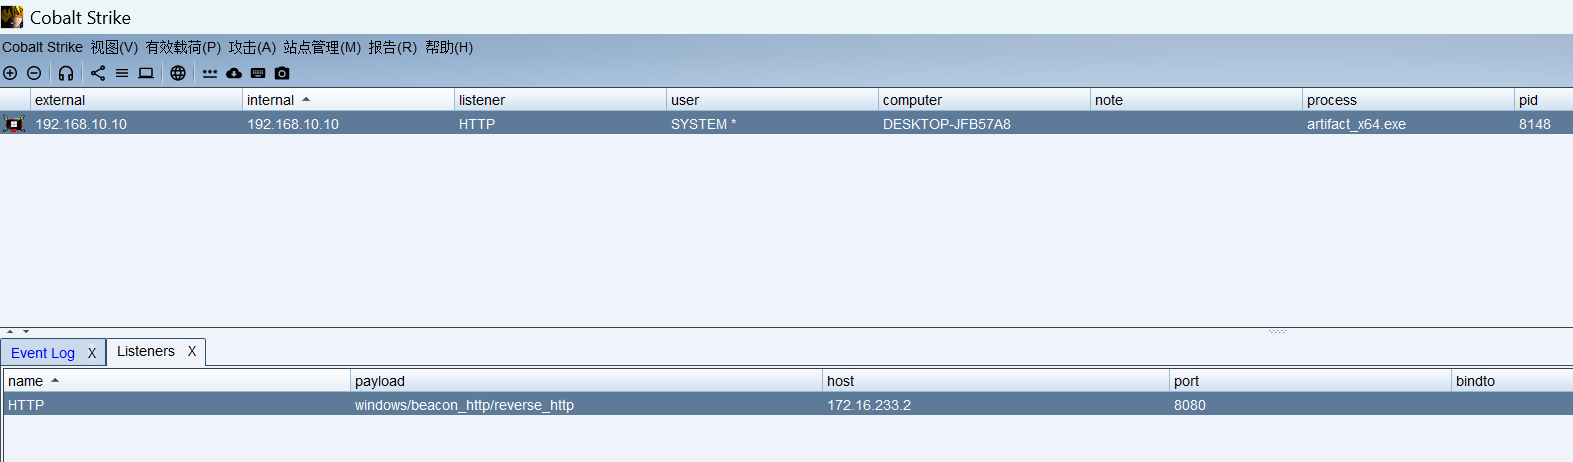 Cobalt Strike
Cobalt Strike 视图(V) 有效载荷(P) 攻击(A) 站点管理(M) 报告(R) 帮助(H)
external internal listener user computer note process pid
192.168.10.10 192.168.10.10 HTTP SYSTEM * DESKTOP-JFB57A8 artifact_x64.exe 8148
Event Log X Listeners X
name payload host port bindto
HTTP windows/beacon_http/reverse_http 172.16.233.2 8080